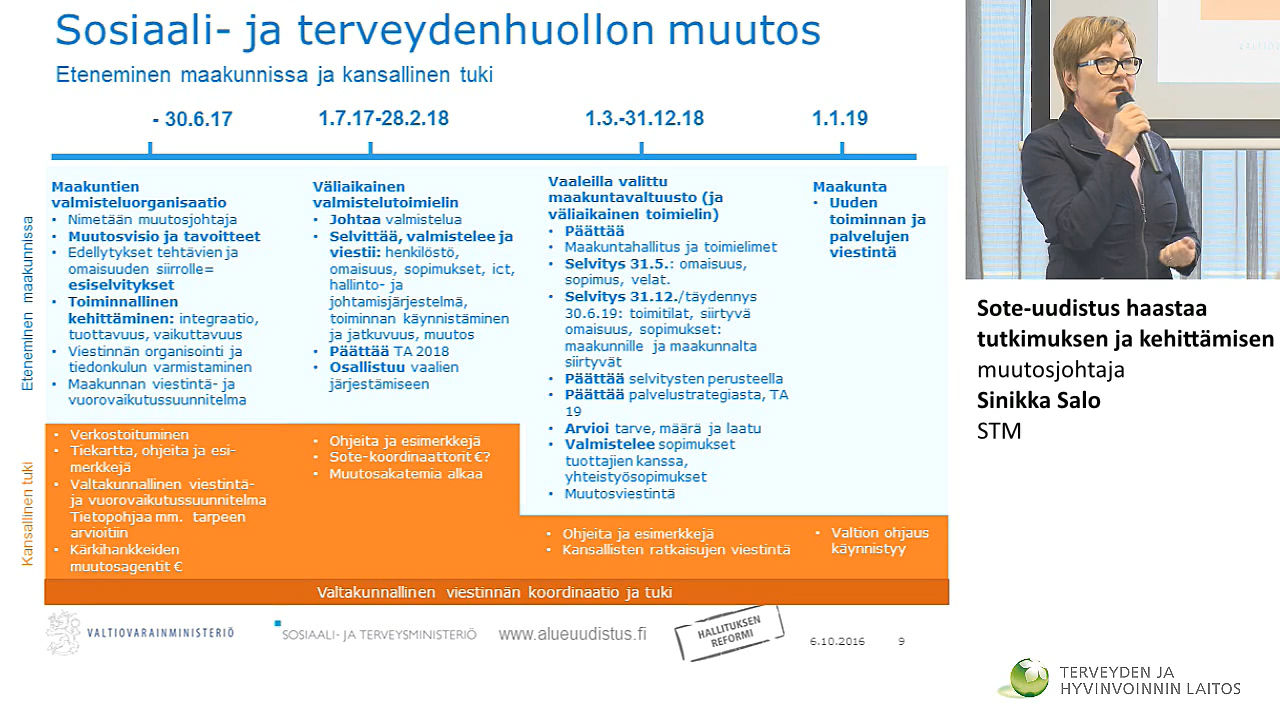 Sosiaali- ja terveydenhuollon muutos
Eteneminen maakunnissa ja kansallinen tuki
- 30.6.17
1.7.17-28.2.18
1.3.-31.12.18
1.1.19
Eteneminen maakunnissa
Maakuntien
valmisteluorganisaatio
• Nimetään muutosjohtaja
• Muutosvisio ja tavoitteet
• Edellytykset tehtävien ja
omaisuuden siirrolle=
esiselvitykset
• Toiminnallinen
kehittäminen: integraatio,
tuottavuus, vaikuttavuus
• Viestinnän organisointi ja
tiedonkulun varmistaminen
• Maakunnan viestintä- ja
vuorovaikutussuunnitelma
Väliaikainen
valmistelutoimielin
• Johtaa valmistelua
• Selvittää, valmistelee ja
viestii: henkilöstö,
omaisuus, sopimukset, ict,
hallinto- ja
johtamisjärjestelmä,
toiminnan käynnistäminen
ja jatkuvuus, muutos
• Päättää TA 2018
• Osallistuu vaalien
järjestämiseen
Vaaleilla valittu
maakuntavaltuusto (ja
väliaikainen toimielin)
• Päättää
• Maakuntahallitus ja toimielimet
• Selvitys 31.5.: omaisuus,
sopimus, velat.
• Selvitys 31.12./täydennys
30.6.19: toimitilat, siirtyvä
omaisuus, sopimukset:
maakunnille ja maakunnalta
siirtyvät
• Päättää selvitysten perusteella
• Päättää palvelustrategiasta, TA
19
• Arvioi tarve, määrä ja laatu
• Valmistelee sopimukset
tuottajien kanssa,
yhteistyösopimukset
• Muutosviestintä
Maakunta
• Uuden
toiminnan ja
palvelujen
viestintä
Kansallinen tuki
• Verkostoituminen
• Tiekartta, ohjeita ja esi-
merkkejä
• Valtakunnallinen viestintä-
ja vuorovaikutussuunnitelma
Tietopohjaa mm. tarpeen
arvioitiin
• Kärkihankkeiden
muutosagentit €
• Ohjeita ja esimerkkejä
• Sote-koordinaattorit €?
• Muutosakatemia alkaa
• Ohjeita ja esimerkkejä
• Kansallisten ratkaisujen viestintä
• Valtion ohjaus
käynnistyy
Valtakunnallinen viestinnän koordinaatio ja tuki
VALTIOVARAINMINISTERIÖ
SOSIAALI- JA TERVEYSMINISTERIÖ
www.alueuudistus.fi
HALLITUKSEN
REFORMI
6.10.2016
9
Sote-uudistus haastaa
tutkimuksen ja kehittämisen
muutosjohtaja
Sinikka Salo
STM
TERVEYDEN JA
HYVINVOINNIN LAITOS